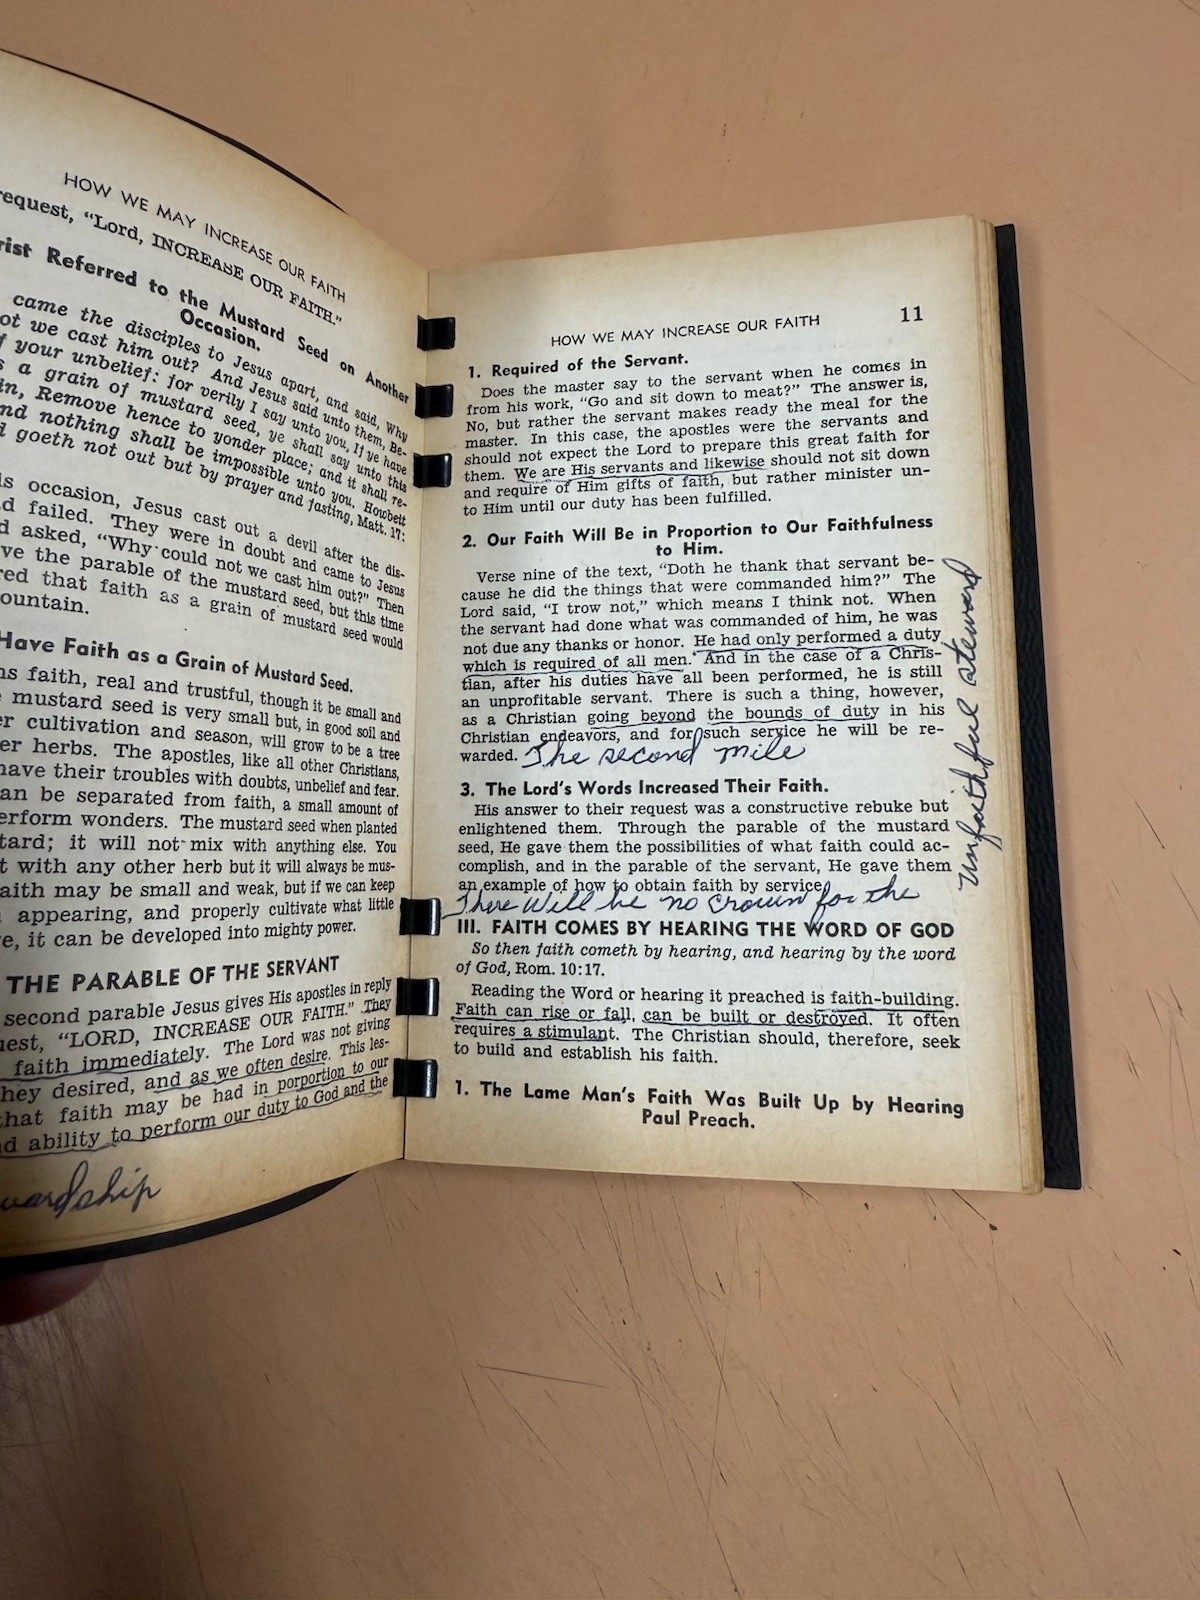 HOW WE MAY INCREASE OUR FAITH
request, "Lord, INCREASE OUR FAITH."
rist Referred to the Mustard Seed on Another
Occasion.
came the disciples to Jesus apart, and said, Why
ot we cast him out? And Jesus said unto them, Be-
f your unbelief: for verily I say unto you, If ye have
s a grain of mustard seed, ye shall say unto this
in, Remove hence to yonder place; and it shall re-
nd nothing shall be impossible unto you. Howbeit
d goeth not out but by prayer and fasting, Matt. 17:
is occasion, Jesus cast out a devil after the dis-
d failed. They were in doubt and came to Jesus
d asked, "Why could not we cast him out?" Then
ve the parable of the mustard seed, but this time
red that faith as a grain of mustard seed would
ountain.
Have Faith as a Grain of Mustard Seed.
ns faith, real and trustful, though it be small and
e mustard seed is very small but, in good soil and
er cultivation and season, will grow to be a tree
er herbs. The apostles, like all other Christians,
have their troubles with doubts, unbelief and fear.
an be separated from faith, a small amount of
erform wonders. The mustard seed when planted
tard; it will not mix with anything else. You
t with any other herb but it will always be mus-
aith may be small and weak, but if we can keep
appearing, and properly cultivate what little
e, it can be developed into mighty power.
THE PARABLE OF THE SERVANT
second parable Jesus gives His apostles in reply
uest, "LORD, INCREASE OUR FAITH." They
faith immediately. The Lord was not giving
they desired, and as we often desire. This les-
that faith may be had in porportion to our
nd ability to perform our duty to God and the
wardship
HOW WE MAY INCREASE OUR FAITH 11
1. Required of the Servant.
Does the master say to the servant when he comes in
from his work, "Go and sit down to meat?" The answer is,
No, but rather the servant makes ready the meal for the
master. In this case, the apostles were the servants and
should not expect the Lord to prepare this great faith for
them. We are His servants and likewise should not sit down
and require of Him gifts of faith, but rather minister un-
to Him until our duty has been fulfilled.
2. Our Faith Will Be in Proportion to Our Faithfulness
to Him.
Verse nine of the text, "Doth he thank that servant be-
cause he did the things that were commanded him?" The
Lord said, "I trow not," which means I think not. When
the servant had done what was commanded of him, he was
not due any thanks or honor. He had only performed a duty
which is required of all men. And in the case of a Chris-
tian, after his duties have all been performed, he is still
an unprofitable servant. There is such a thing, however,
as a Christian going beyond the bounds of duty in his
Christian endeavors, and for such service he will be re-
warded. The second mile
3. The Lord's Words Increased Their Faith.
His answer to their request was a constructive rebuke but
enlightened them. Through the parable of the mustard
seed, He gave them the possibilities of what faith could ac-
complish, and in the parable of the servant, He gave them
an example of how to obtain faith by service.
There will be no crown for the
unfaithful steward
III. FAITH COMES BY HEARING THE WORD OF GOD
So then faith cometh by hearing, and hearing by the word
of God, Rom. 10:17.
Reading the Word or hearing it preached is faith-building.
Faith can rise or fall, can be built or destroyed. It often
requires a stimulant. The Christian should, therefore, seek
to build and establish his faith.
1. The Lame Man's Faith Was Built Up by Hearing
Paul Preach.